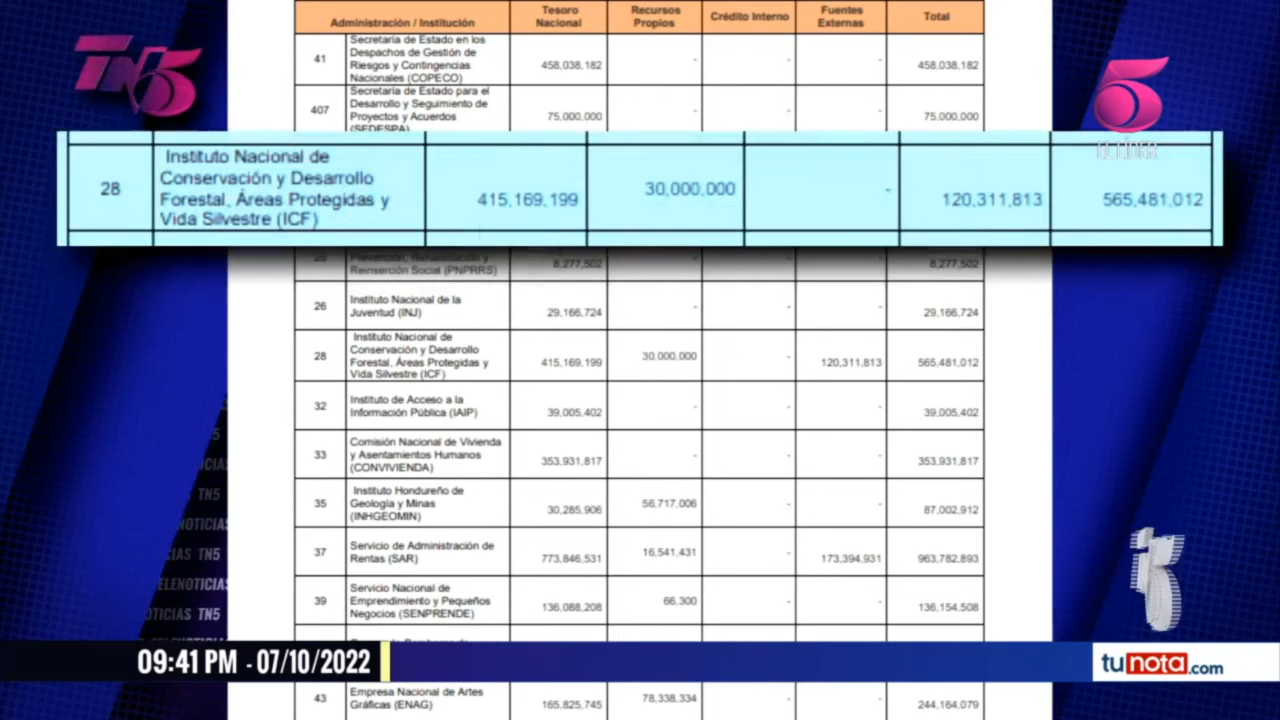 TN5
5
EL LÍDER
Administración / Institución Tesoro Nacional Recursos Propios Crédito Interno Fuentes Externas Total
41 Secretaría de Estado en los Despachos de Gestión de Riesgos y Contingencias Nacionales (COPECO) 458,038,182 - - - 458,038,182
407 Secretaría de Estado para el Desarrollo y Seguimiento de Proyectos y Acuerdos (SEDESPA) 75,000,000 - - - 75,000,000
28 Instituto Nacional de Conservación y Desarrollo Forestal, Áreas Protegidas y Vida Silvestre (ICF) 415,169,199 30,000,000 - 120,311,813 565,481,012
Prevención, Rehabilitación y Reinserción Social (PNPRRS) 8,277,502 - - - 8,277,502
26 Instituto Nacional de la Juventud (INJ) 29,166,724 - - - 29,166,724
28 Instituto Nacional de Conservación y Desarrollo Forestal, Áreas Protegidas y Vida Silvestre (ICF) 415,169,199 30,000,000 - 120,311,813 565,481,012
32 Instituto de Acceso a la Información Pública (IAIP) 39,005,402 - - - 39,005,402
33 Comisión Nacional de Vivienda y Asentamientos Humanos (CONVIVIENDA) 353,931,817 - - - 353,931,817
35 Instituto Hondureño de Geología y Minas (INHGEOMIN) 30,285,906 56,717,006 - - 87,002,912
37 Servicio de Administración de Rentas (SAR) 773,846,531 16,541,431 - 173,394,931 963,782,893
39 Servicio Nacional de Emprendimiento y Pequeños Negocios (SENPRENDE) 136,088,208 66,300 - - 136,154,508
43 Empresa Nacional de Artes Gráficas (ENAG) 165,825,745 78,338,334 - - 244,164,079
TN5
TN5
ELENOTICIAS
TN5
09:41 PM - 07/10/2022
tunota.com